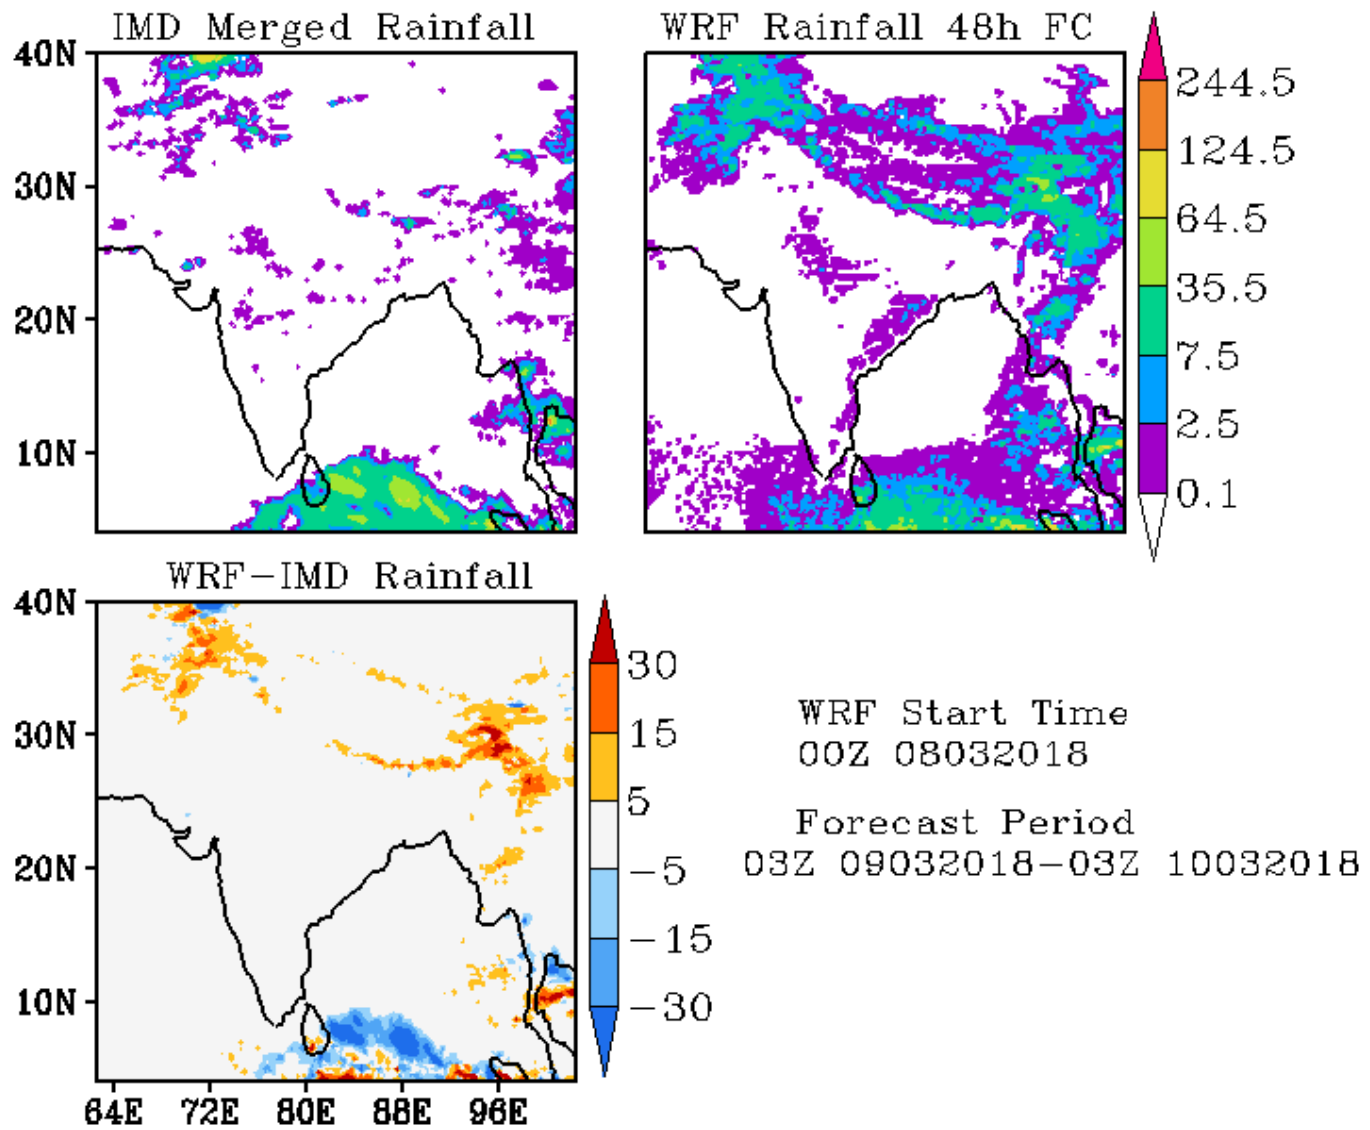 IMD Merged Rainfall
WRF Rainfall 48h FC
40N
30N
20N
10N
244.5
124.5
64.5
35.5
7.5
2.5
0.1
WRF-IMD Rainfall
40N
30N
20N
10N
64E 72E 80E 88E 96E
30
15
5
-5
-15
-30
WRF Start Time
00Z 08032018
Forecast Period
03Z 09032018-03Z 10032018